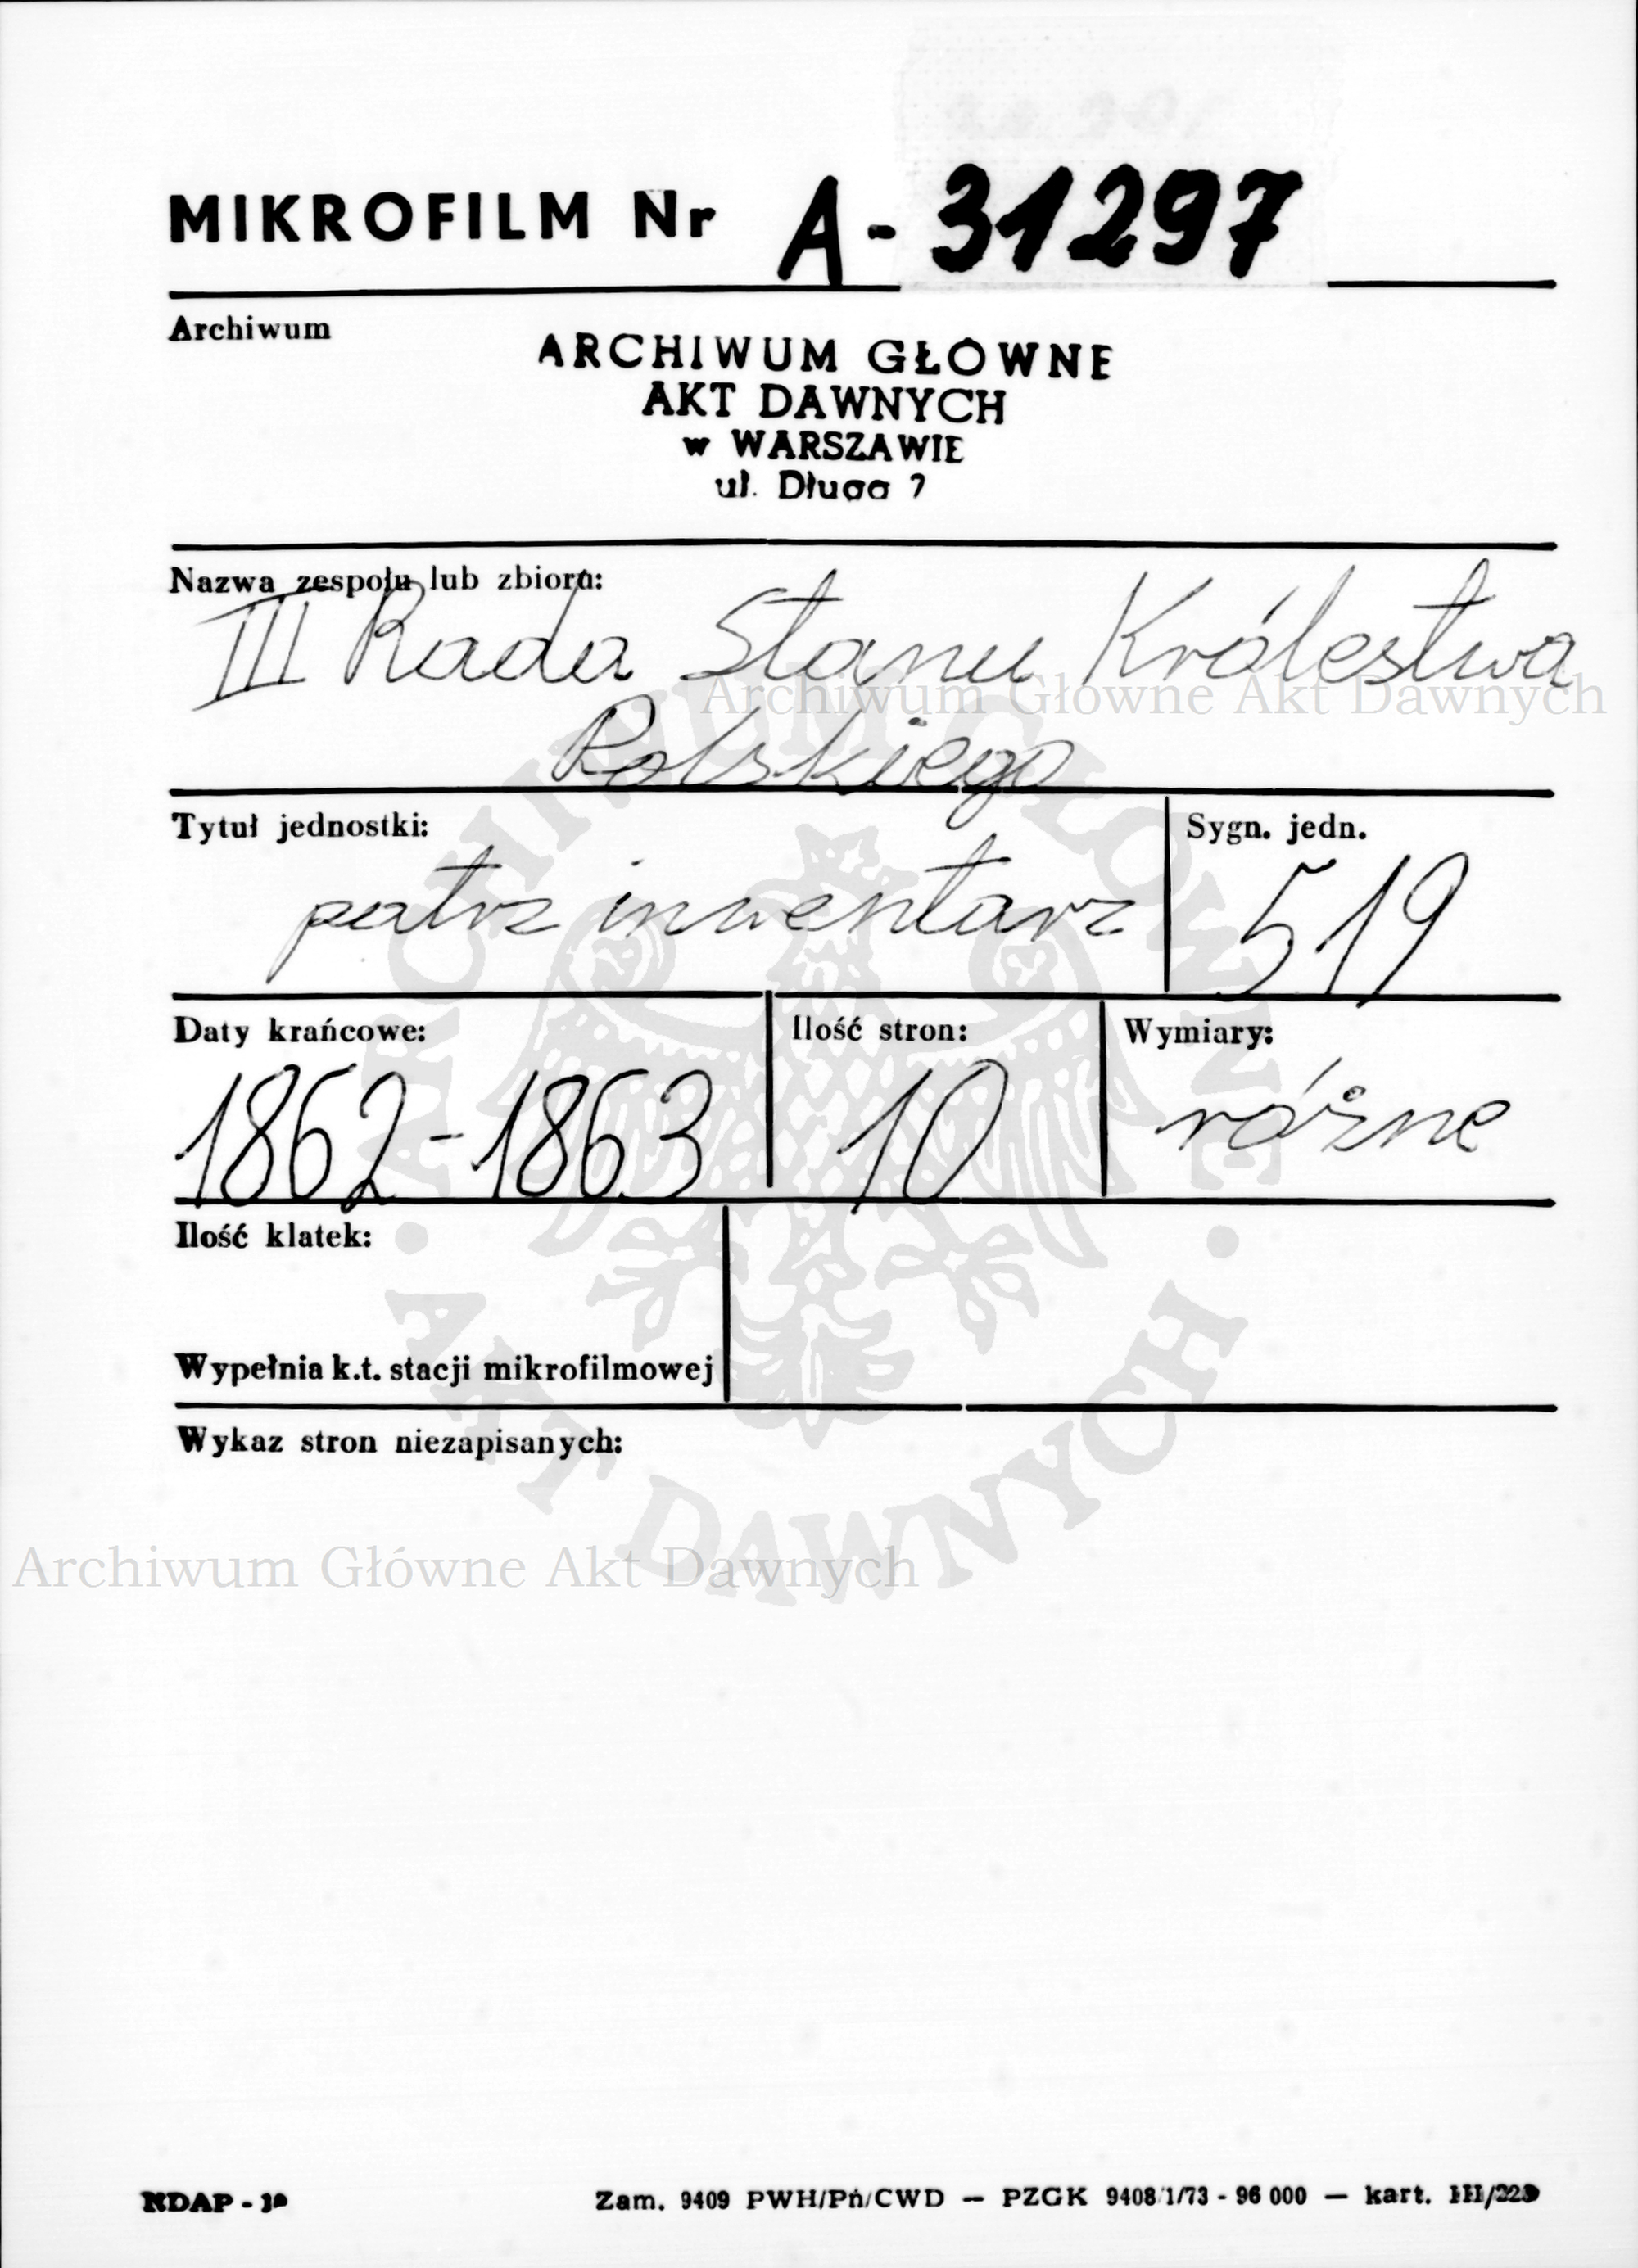 MIKROFILM Nr A-31297
Archiwum
ARCHIWUM GŁOWNE
AKT DAWNYCH
w WARSZAWIE
ul. Długa 7
Nazwa zespołu lub zbioru:
III Rada Stanu Królestwa
Archiwum Główne Akt Dawnych
Polskiego
Tytuł jednostki:
patrz inwentarz
Sygn. jedn.
519
Daty krańcowe:
1862-1863
Ilość stron:
10
Wymiary:
różne
Ilość klatek:
Wypełnia k.t. stacji mikrofilmowej
Wykaz stron niezapisanych:
ARCHIWUM GŁÓWNE
AKT DAWNYCH
Archiwum Główne Akt Dawnych
NDAP -
Zam. 9409 PWH/Pń/CWD — PZGK 9408/1/73 - 96 000 — kart.